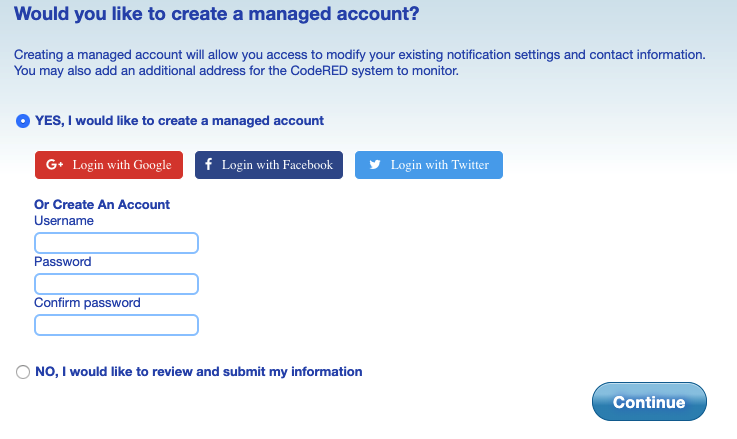 Would you like to create a managed account?
Creating a managed account will allow you access to modify your existing notification settings and contact information.
You may also add an additional address for the CodeRED system to monitor.
YES, I would like to create a managed account
G+ Login with Google
f Login with Facebook
Login with Twitter
Or Create An Account
Username
Password
Confirm password
NO, I would like to review and submit my information
Continue